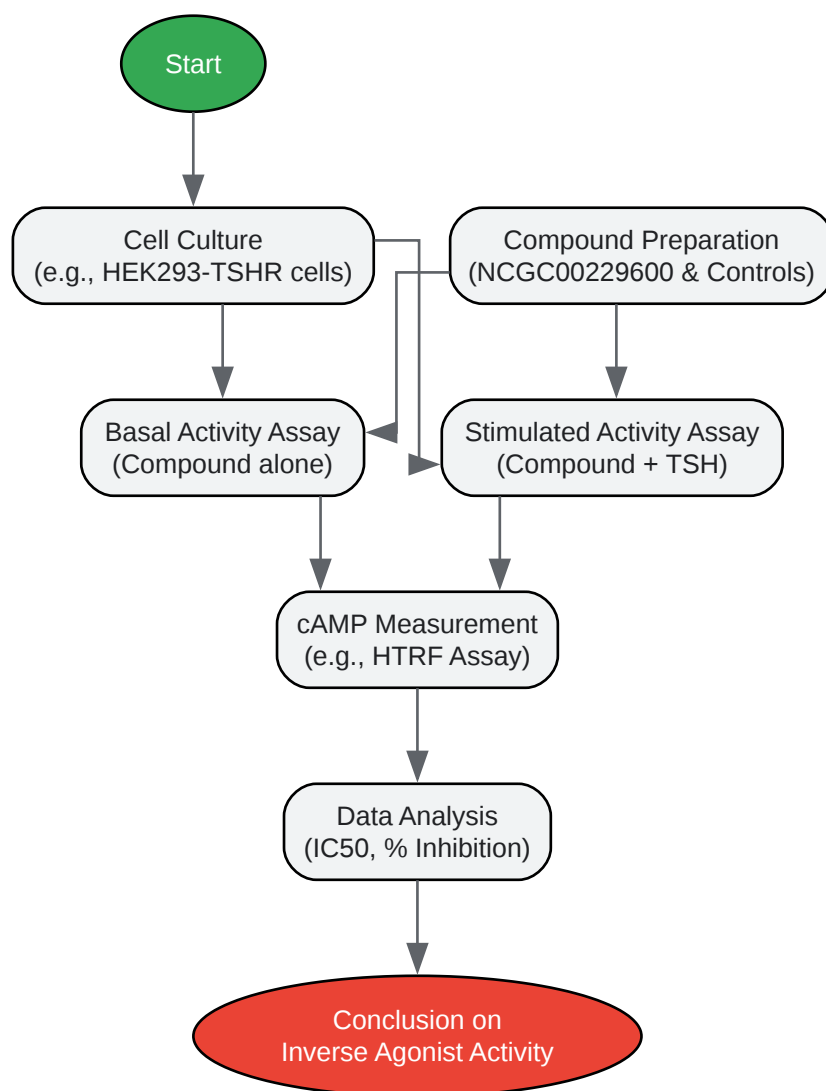 Start
Cell Culture
(e.g., HEK293-TSHR cells)
Compound Preparation
(NCGC00229600 & Controls)
Basal Activity Assay
(Compound alone)
Stimulated Activity Assay
(Compound + TSH)
cAMP Measurement
(e.g., HTRF Assay)
Data Analysis
(IC50, % Inhibition)
Conclusion on
Inverse Agonist Activity